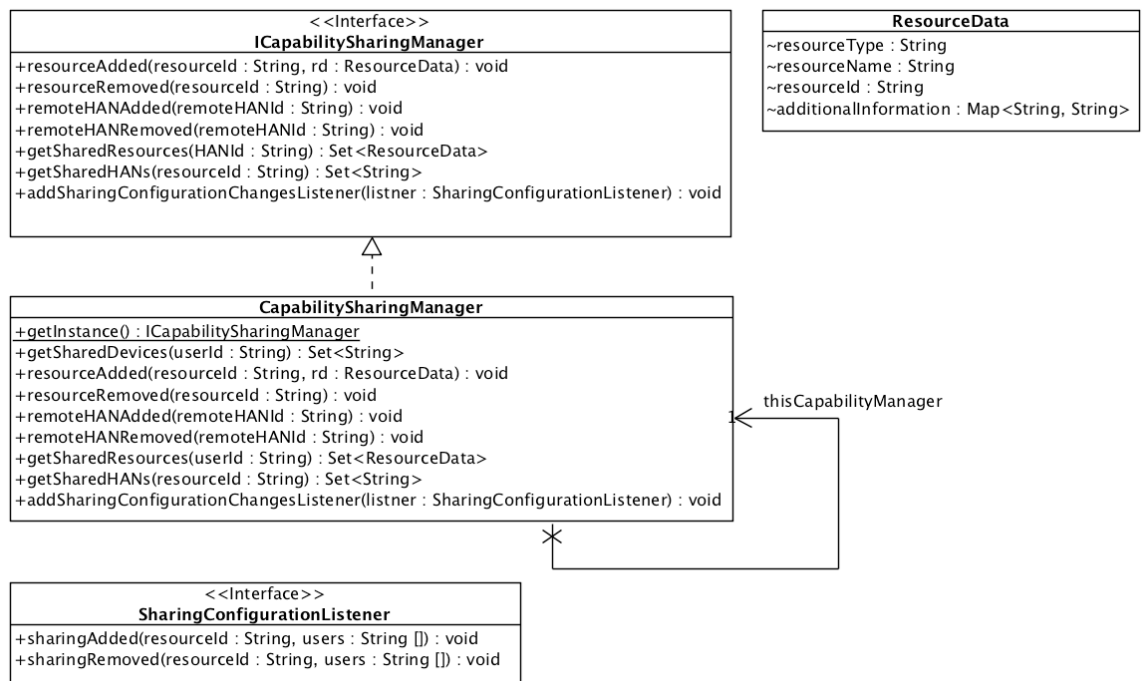 <<Interface>>
ICapabilitySharingManager
+resourceAdded(resourceId : String, rd : ResourceData) : void
+resourceRemoved(resourceId : String) : void
+remoteHANAdded(remoteHANId : String) : void
+remoteHANRemoved(remoteHANId : String) : void
+getSharedResources(HANId : String) : Set<ResourceData>
+getSharedHANs(resourceId : String) : Set<String>
+addSharingConfigurationChangesListener(listner : SharingConfigurationListener) : void
ResourceData
~resourceType : String
~resourceName : String
~resourceId : String
~additionalInformation : Map<String, String>
CapabilitySharingManager
+getInstance() : ICapabilitySharingManager
+getSharedDevices(userId : String) : Set<String>
+resourceAdded(resourceId : String, rd : ResourceData) : void
+resourceRemoved(resourceId : String) : void
+remoteHANAdded(remoteHANId : String) : void
+remoteHANRemoved(remoteHANId : String) : void
+getSharedResources(userId : String) : Set<ResourceData>
+getSharedHANs(resourceId : String) : Set<String>
+addSharingConfigurationChangesListener(listner : SharingConfigurationListener) : void
thisCapabilityManager
1
<<Interface>>
SharingConfigurationListener
+sharingAdded(resourceId : String, users : String []) : void
+sharingRemoved(resourceId : String, users : String []) : void